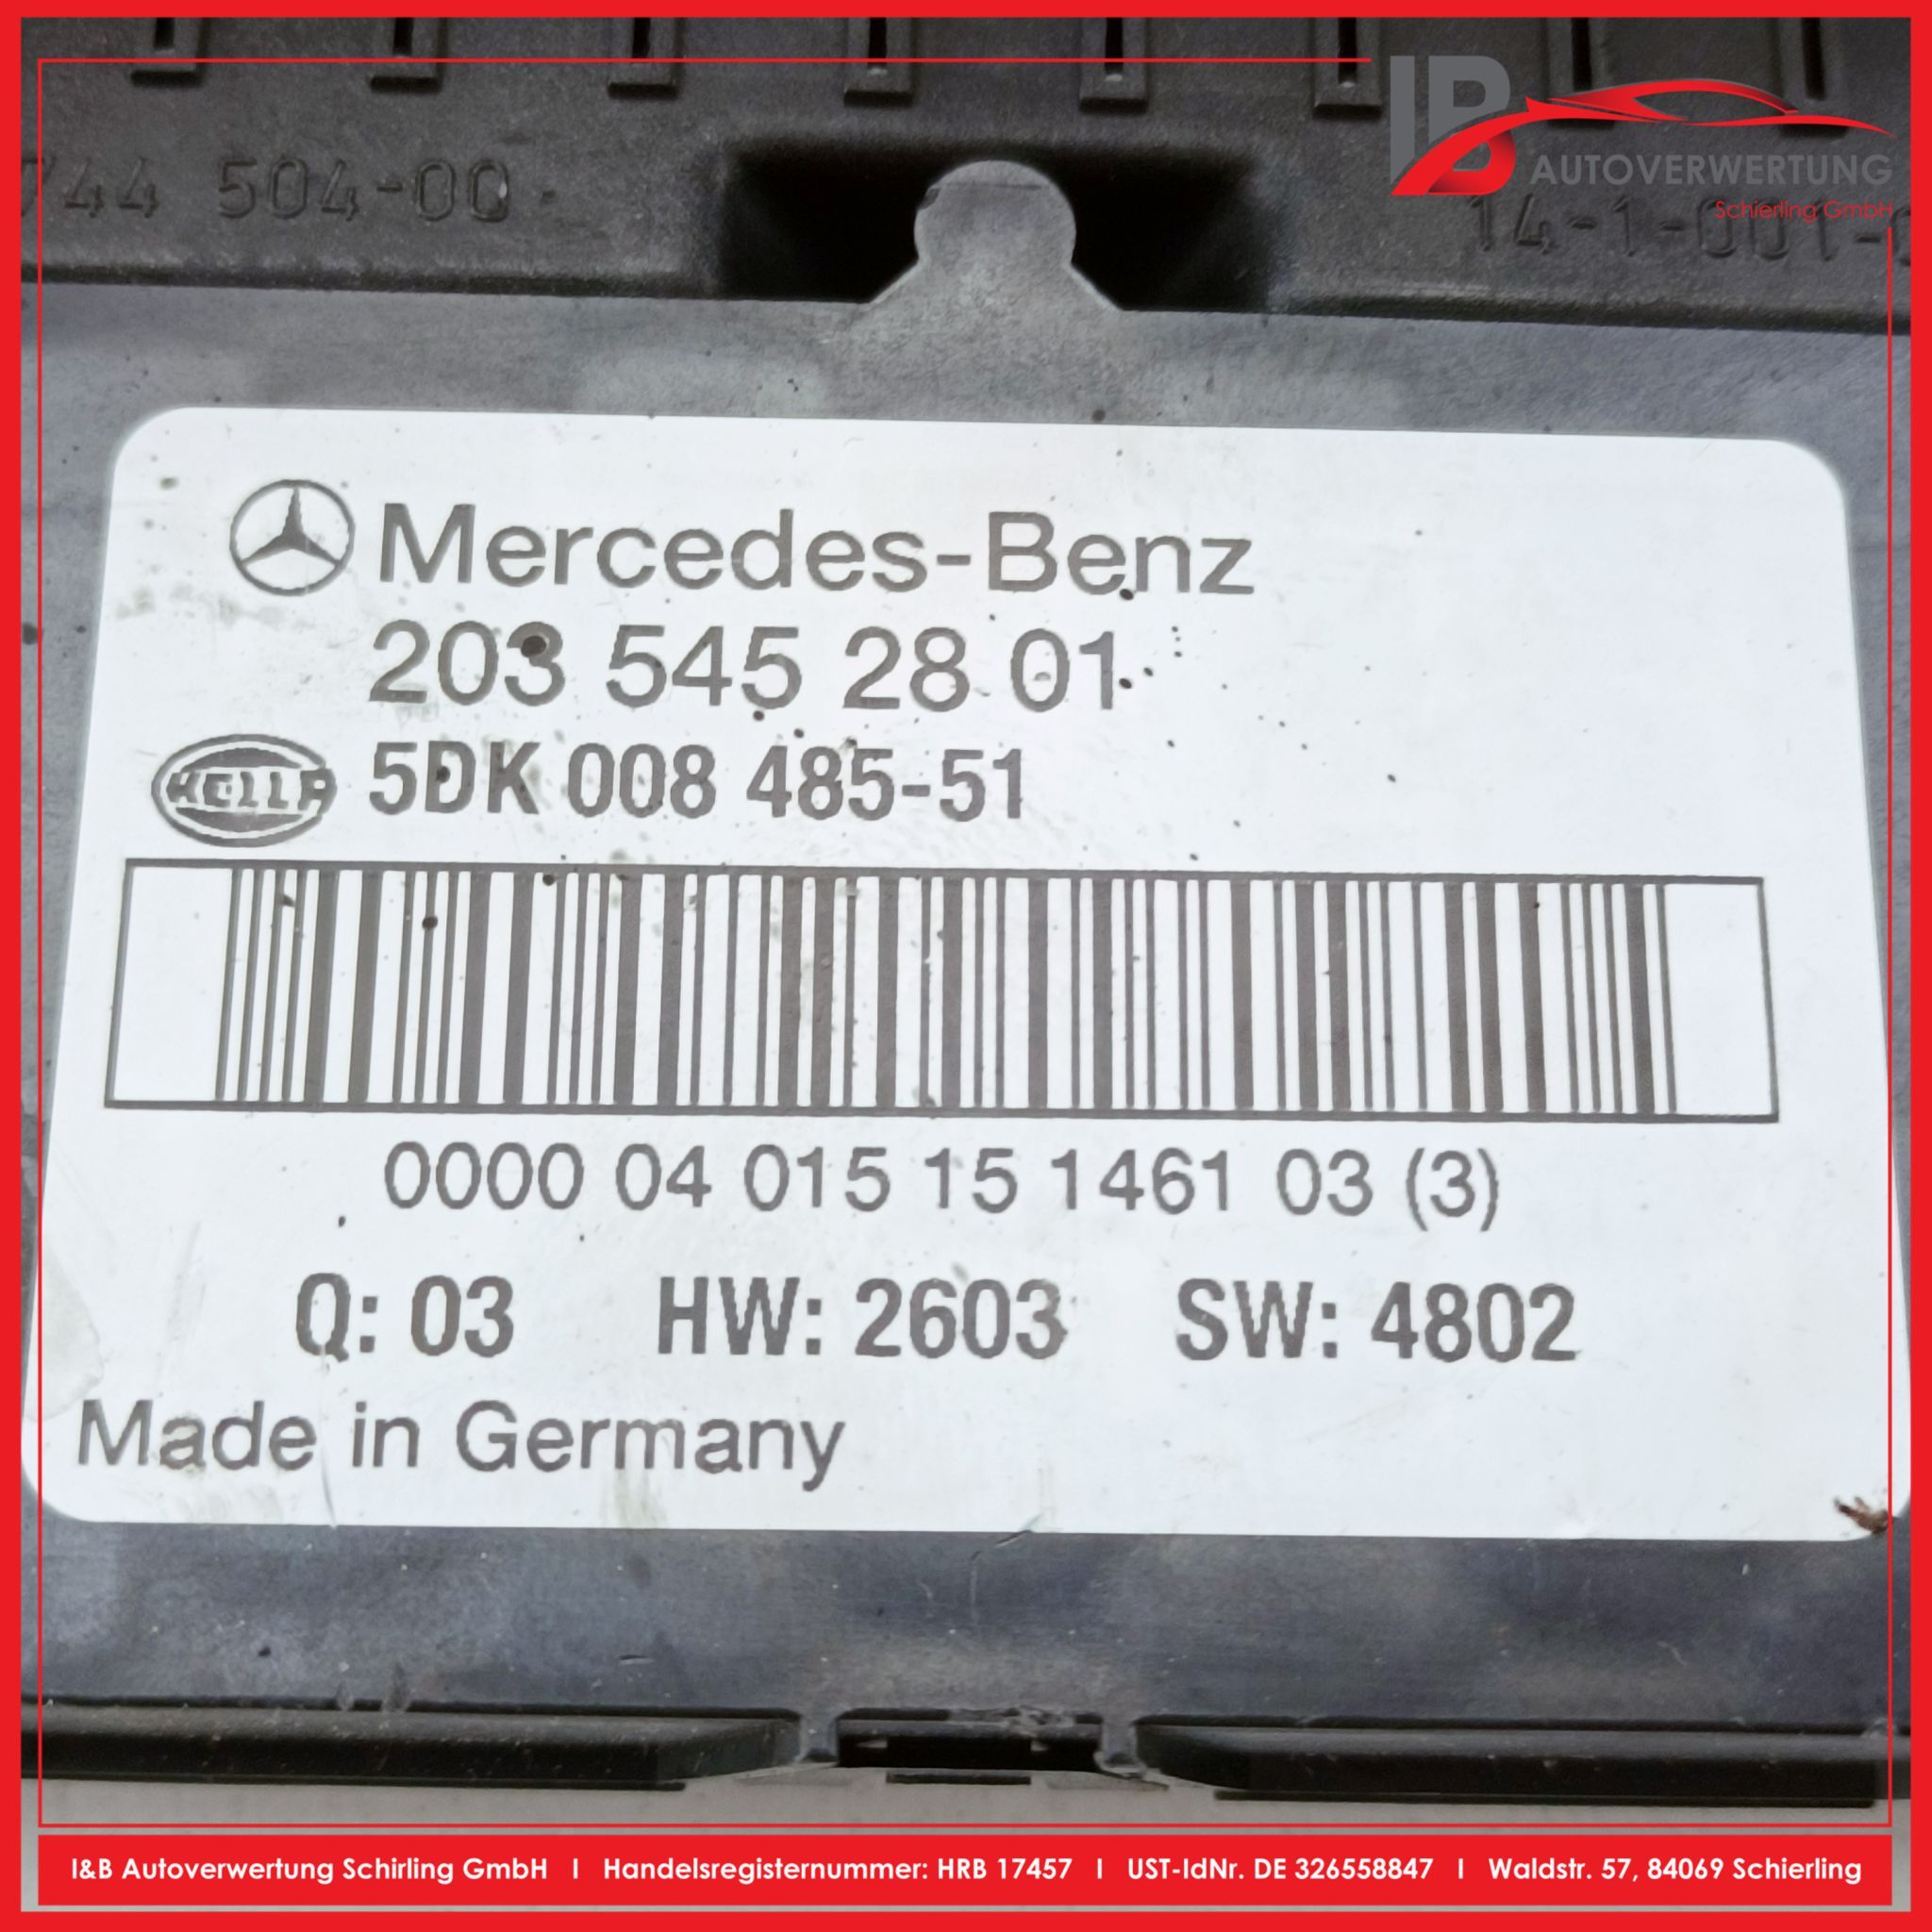 IB
AUTOVERWERTUNG
Schierling GmbH
744 504-00
14-1-001-
Mercedes-Benz
203 545 28 01
HELLA 5DK 008 485-51
0000 04 015 15 1461 03 (3)
Q: 03 HW: 2603 SW: 4802
Made in Germany
I&B Autoverwertung Schirling GmbH I Handelsregisternummer: HRB 17457 I UST-IdNr. DE 326558847 I Waldstr. 57, 84069 Schierling